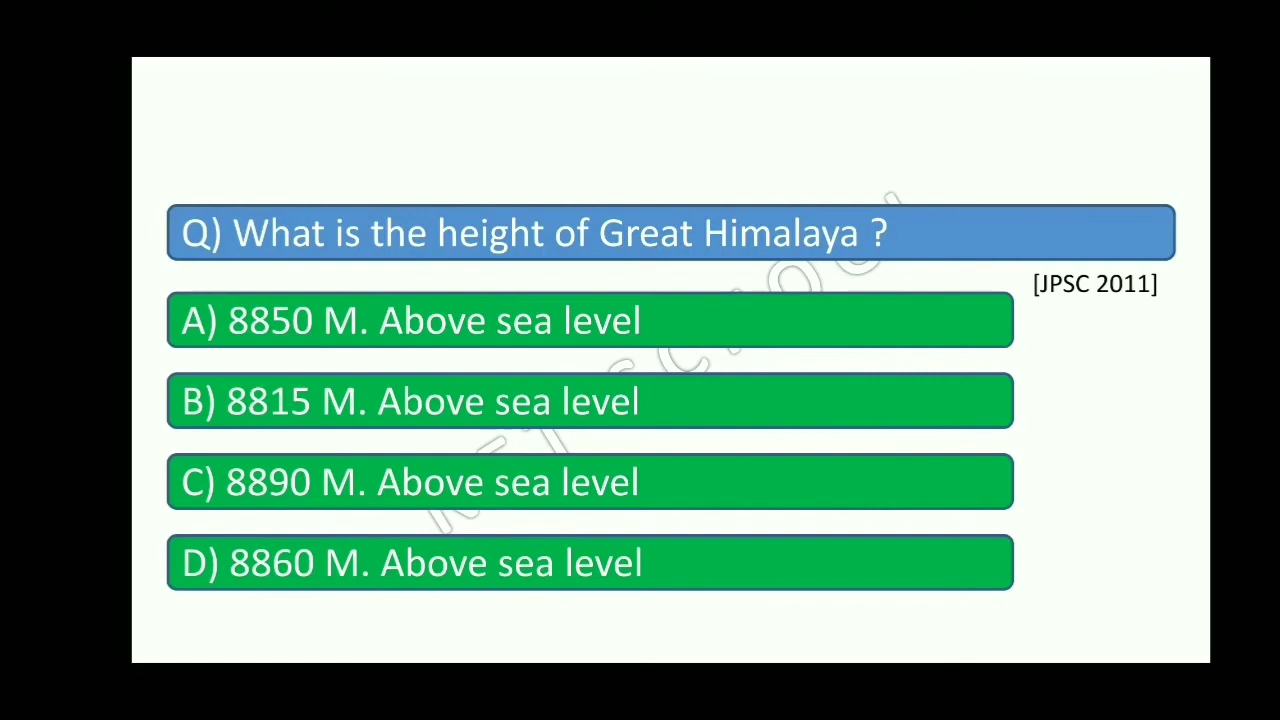 Q) What is the height of Great Himalaya ?
[JPSC 2011]
A) 8850 M. Above sea level
B) 8815 M. Above sea level
C) 8890 M. Above sea level
D) 8860 M. Above sea level